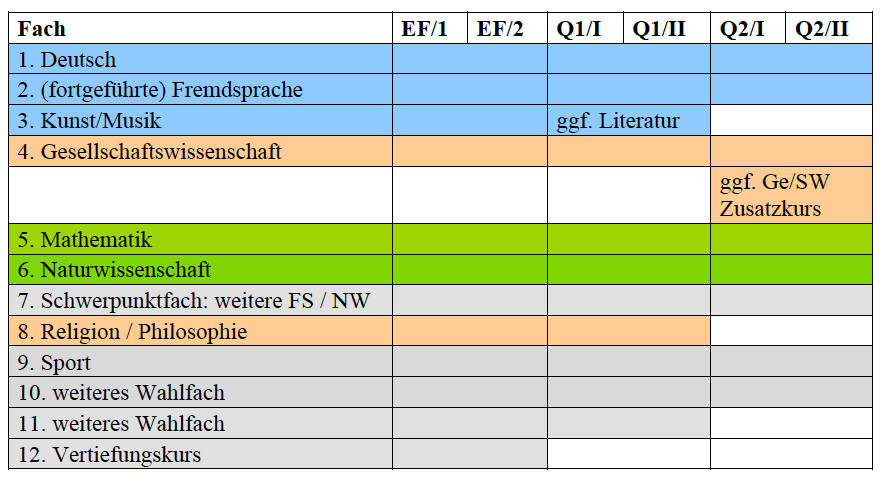 Fach EF/1 EF/2 Q1/I Q1/II Q2/I Q2/II
1. Deutsch
2. (fortgeführte) Fremdsprache
3. Kunst/Musik ggf. Literatur
4. Gesellschaftswissenschaft
ggf. Ge/SW
Zusatzkurs
5. Mathematik
6. Naturwissenschaft
7. Schwerpunktfach: weitere FS / NW
8. Religion / Philosophie
9. Sport
10. weiteres Wahlfach
11. weiteres Wahlfach
12. Vertiefungskurs